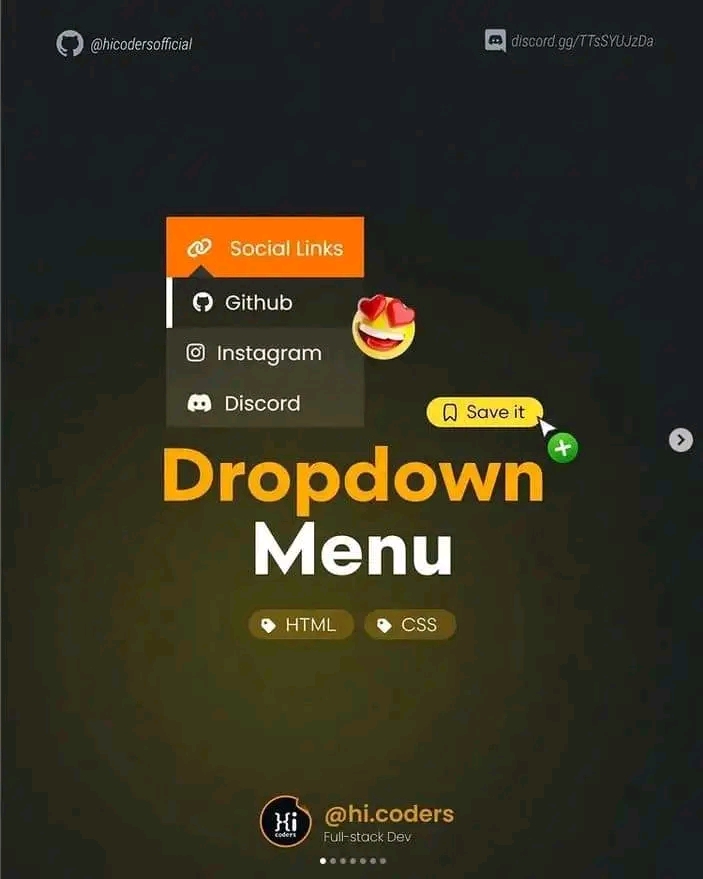 @hicodersofficial
discord.gg/TTsSYUJzDa
Social Links
Github
Instagram
Discord
Save it
Dropdown
Menu
HTML
CSS
Hi
coders
@hi.coders
Full-stack Dev